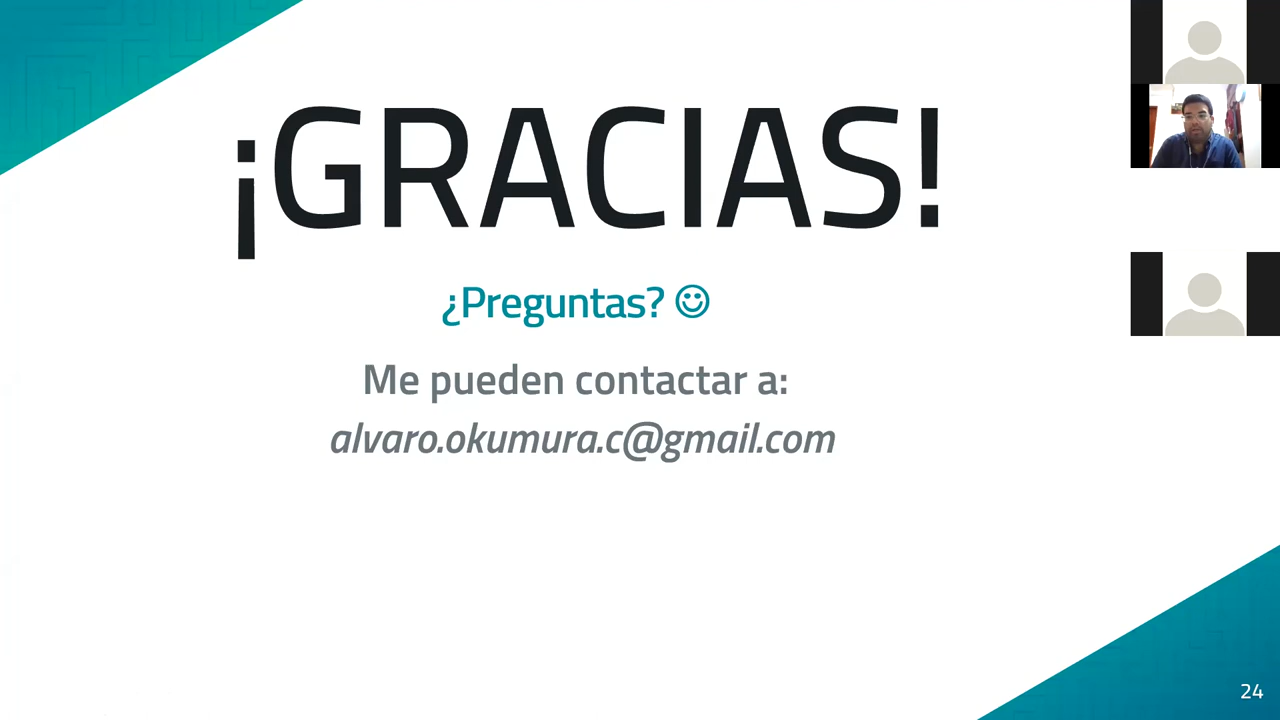 ¡GRACIAS!
¿Preguntas? ☺
Me pueden contactar a:
alvaro.okumura.c@gmail.com
24